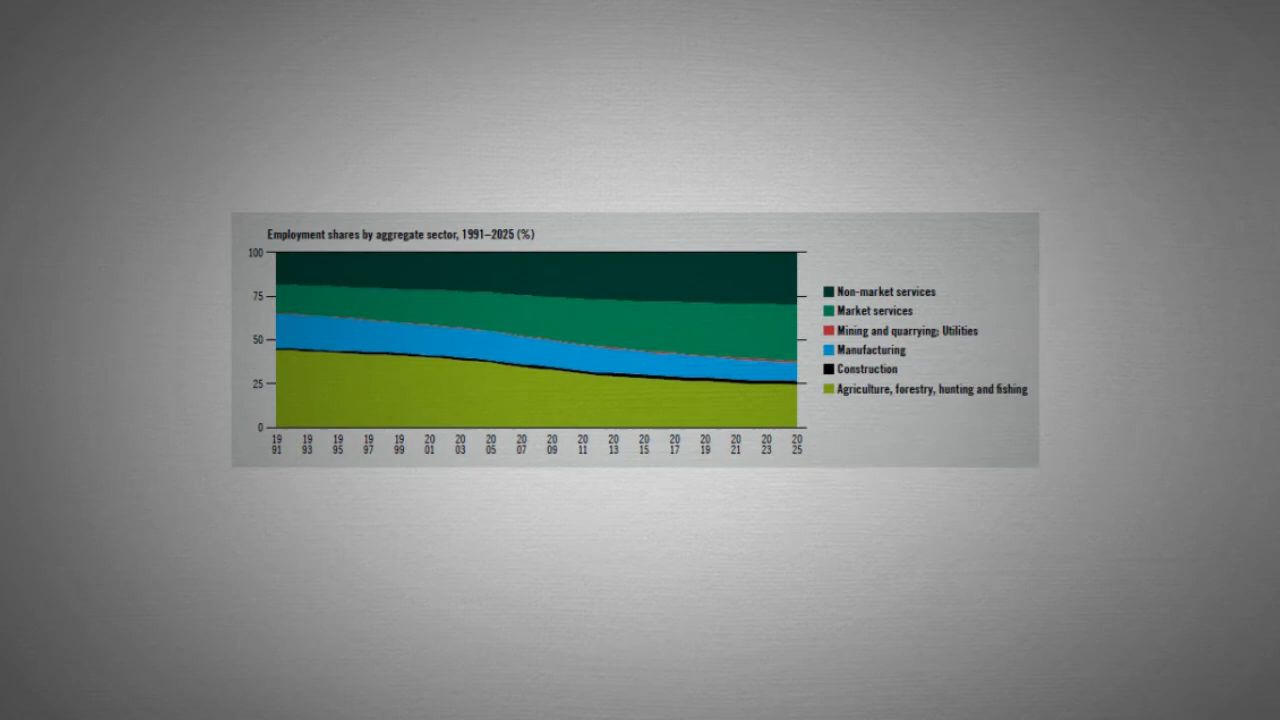 Employment shares by aggregate sector, 1991–2025 (%)
100
75
50
25
0
19 19 19 19 19 20 20 20 20 20 20 20 20 20 20 20 20 20
91 93 95 97 99 01 03 05 07 09 11 13 15 17 19 21 23 25
Non-market services
Market services
Mining and quarrying; Utilities
Manufacturing
Construction
Agriculture, forestry, hunting and fishing